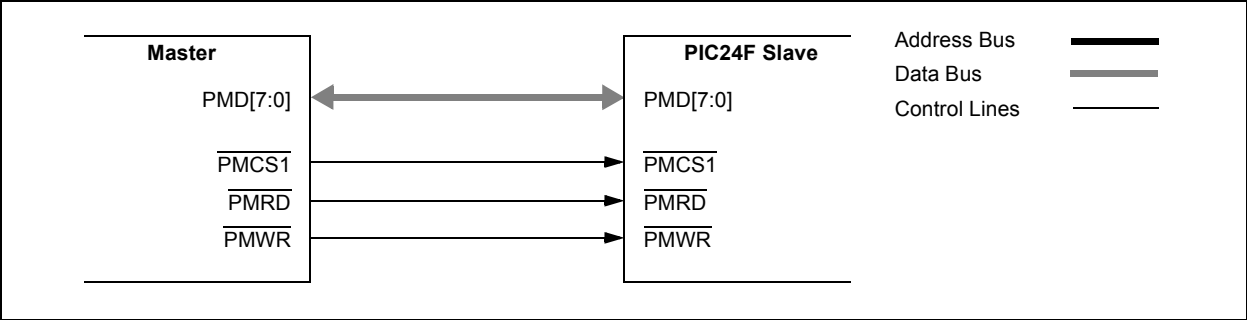 Master
PMD[7:0]
PMCS1
PMRD
PMWR
PIC24F Slave
PMD[7:0]
PMCS1
PMRD
PMWR
Address Bus
Data Bus
Control Lines